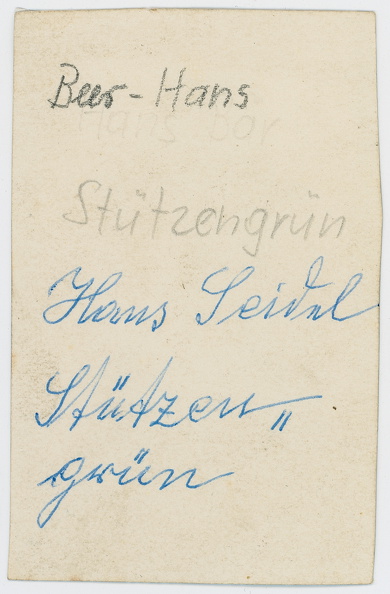 Beer-Hans
Stützengrün
Hans Seidel
Stützen„
grün